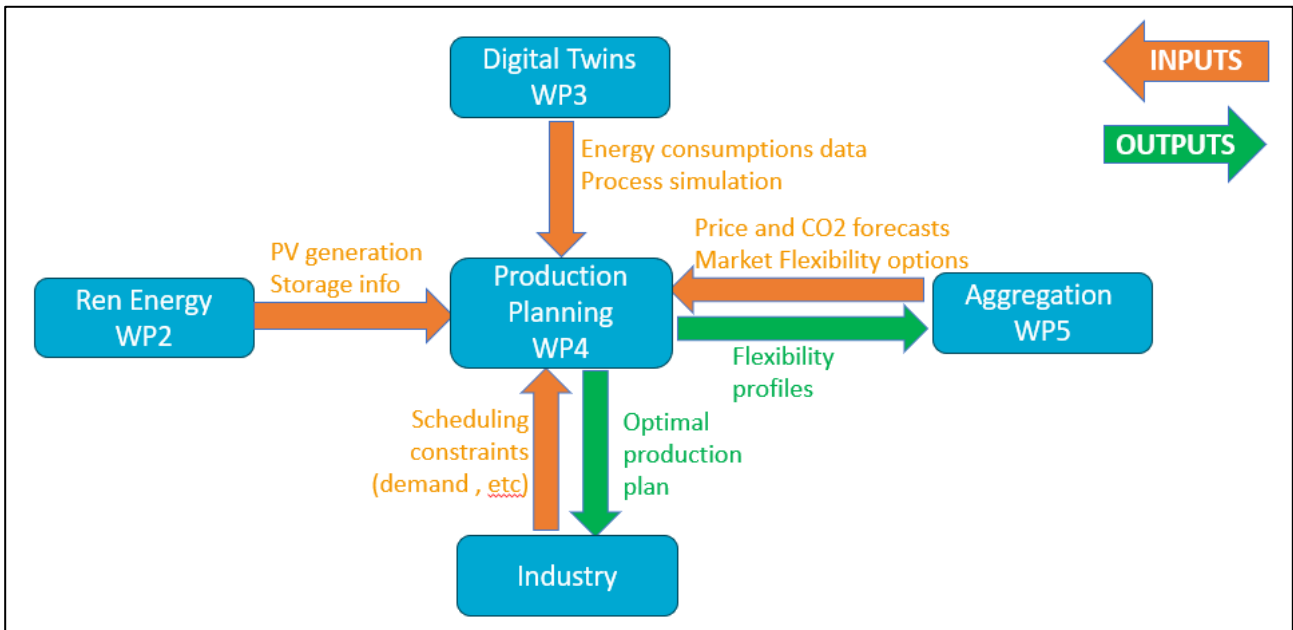 Digital Twins
WP3
INPUTS
OUTPUTS
Energy consumptions data
Process simulation
Price and CO2 forecasts
Market Flexibility options
PV generation
Storage info
Ren Energy
WP2
Production
Planning
WP4
Aggregation
WP5
Flexibility
profiles
Scheduling
constraints
(demand , etc)
Optimal
production
plan
Industry